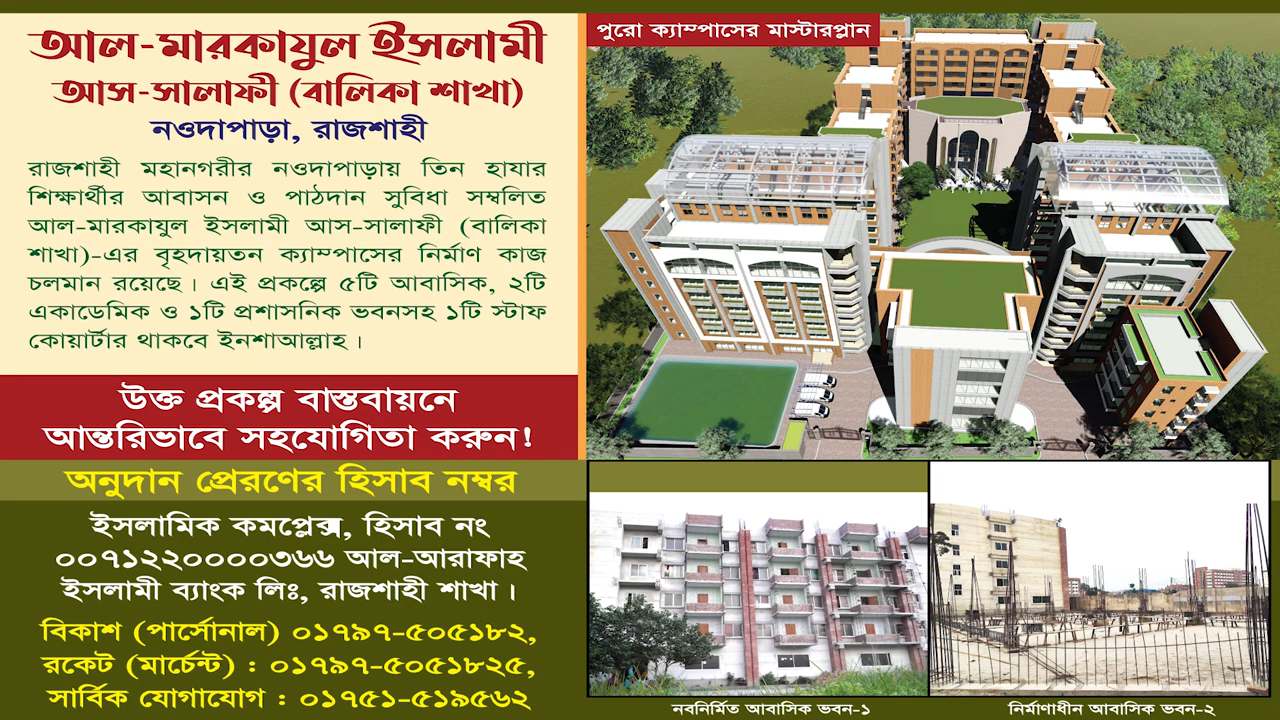 আল-মারকাযুল ইসলামী
আস-সালাফী (বালিকা শাখা)
নওদাপাড়া, রাজশাহী
রাজশাহী মহানগরীর নওদাপাড়ায় তিন হাযার
শিক্ষার্থীর আবাসন ও পাঠদান সুবিধা সম্বলিত
আল-মারকাযুল ইসলামী আস-সালাফী (বালিকা
শাখা)-এর বৃহদায়তন ক্যাম্পাসের নির্মাণ কাজ
চলমান রয়েছে। এই প্রকল্পে ৫টি আবাসিক, ২টি
একাডেমিক ও ১টি প্রশাসনিক ভবনসহ ১টি স্টাফ
কোয়ার্টার থাকবে ইনশাআল্লাহ।
উক্ত প্রকল্প বাস্তবায়নে
আন্তরিভাবে সহযোগিতা করুন!
অনুদান প্রেরণের হিসাব নম্বর
ইসলামিক কমপ্লেক্স, হিসাব নং
০০৭১২২০০০০৩৬৬ আল-আরাফাহ
ইসলামী ব্যাংক লিঃ, রাজশাহী শাখা।
বিকাশ (পার্সোনাল) ০১৭৯৭-৫০৫১৮২,
রকেট (মার্চেন্ট) : ০১৭৯৭-৫০৫১৮২৫,
সার্বিক যোগাযোগ : ০১৭৫১-৫১৯৫৬২
পুরো ক্যাম্পাসের মাস্টারপ্লান
নবনির্মিত আবাসিক ভবন-১
নির্মাণাধীন আবাসিক ভবন-২